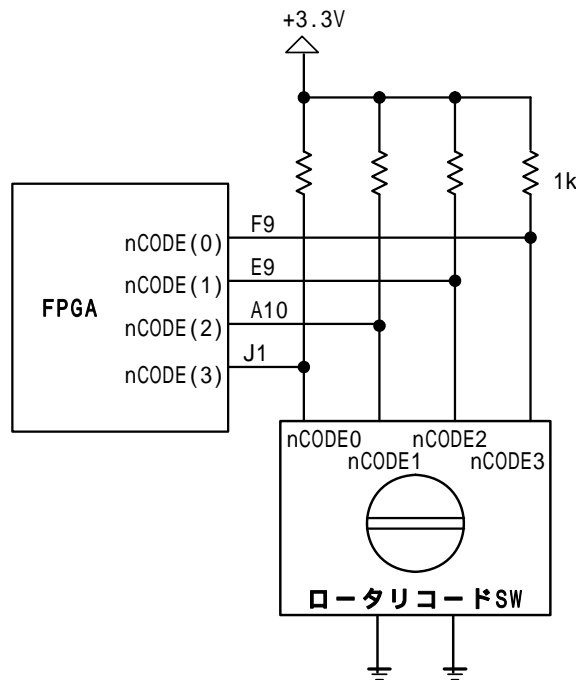 +3.3V
1k
F9
nCODE(0)
E9
nCODE(1)
FPGA
A10
nCODE(2)
J1
nCODE(3)
nCODE0
nCODE2
nCODE1
nCODE3
ロータリコードSW